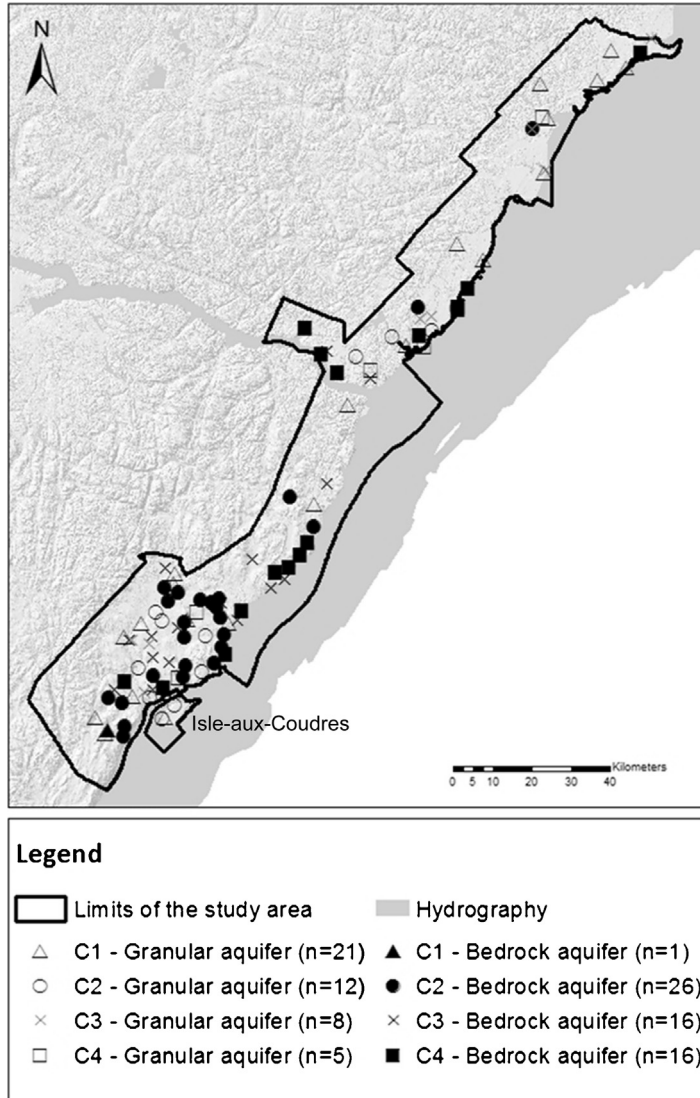 N
Isle-aux-Coudres
Kilometers
0 5 10 20 30 40
Legend
Limits of the study area Hydrography
C1 - Granular aquifer (n=21) C1 - Bedrock aquifer (n=1)
C2 - Granular aquifer (n=12) C2 - Bedrock aquifer (n=26)
C3 - Granular aquifer (n=8) C3 - Bedrock aquifer (n=16)
C4 - Granular aquifer (n=5) C4 - Bedrock aquifer (n=16)